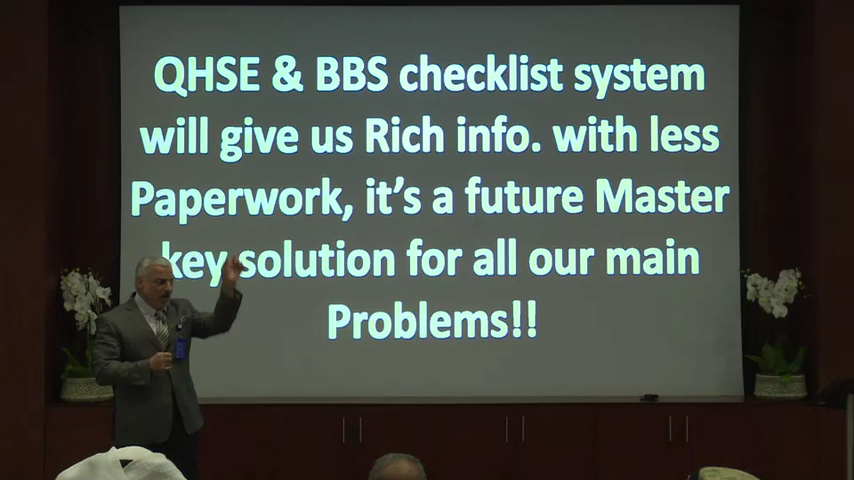 QHSE & BBS checklist system
will give us Rich info. with less
Paperwork, it's a future Master
key solution for all our main
Problems!!